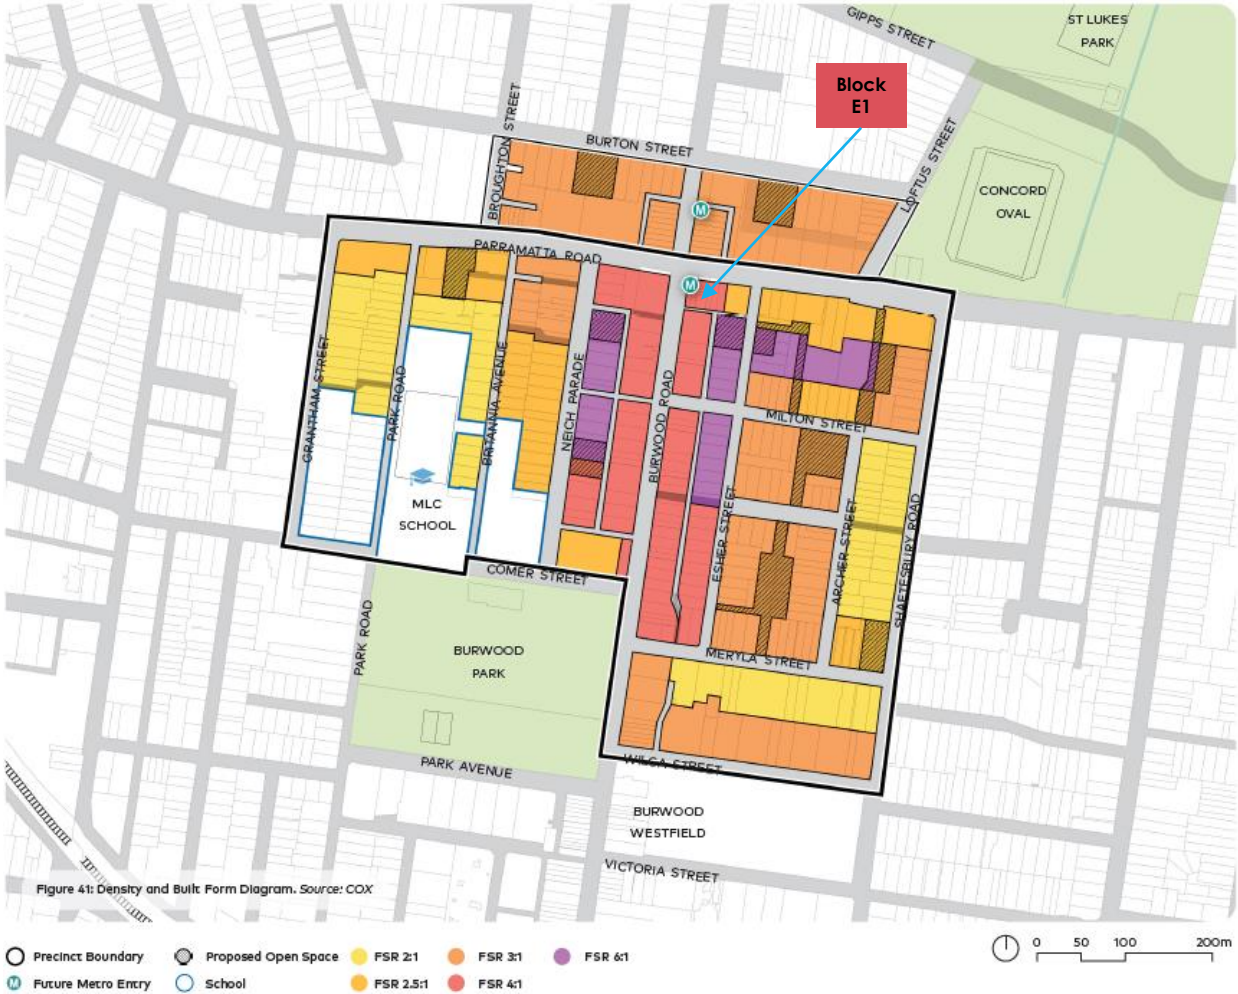 GIPPS STREET
ST LUKES
PARK
Block
E1
BROUGHTON STREET
BURTON STREET
LOFTUS STREET
CONCORD
OVAL
M
PARRAMATTA ROAD
M
GRANTHAM STREET
PARK ROAD
BRITANNIA AVENUE
NEICH PARADE
BURWOOD ROAD
MILTON STREET
MLC
SCHOOL
ESHER STREET
ARCHER STREET
SHAFTESBURY ROAD
COMER STREET
PARK ROAD
BURWOOD
PARK
MERYLA STREET
PARK AVENUE
WILGA STREET
BURWOOD
WESTFIELD
VICTORIA STREET
Figure 41: Density and Built Form Diagram. Source: COX
Precinct Boundary
Proposed Open Space
FSR 2:1
FSR 3:1
FSR 6:1
0 50 100 200m
M Future Metro Entry
School
FSR 2.5:1
FSR 4:1